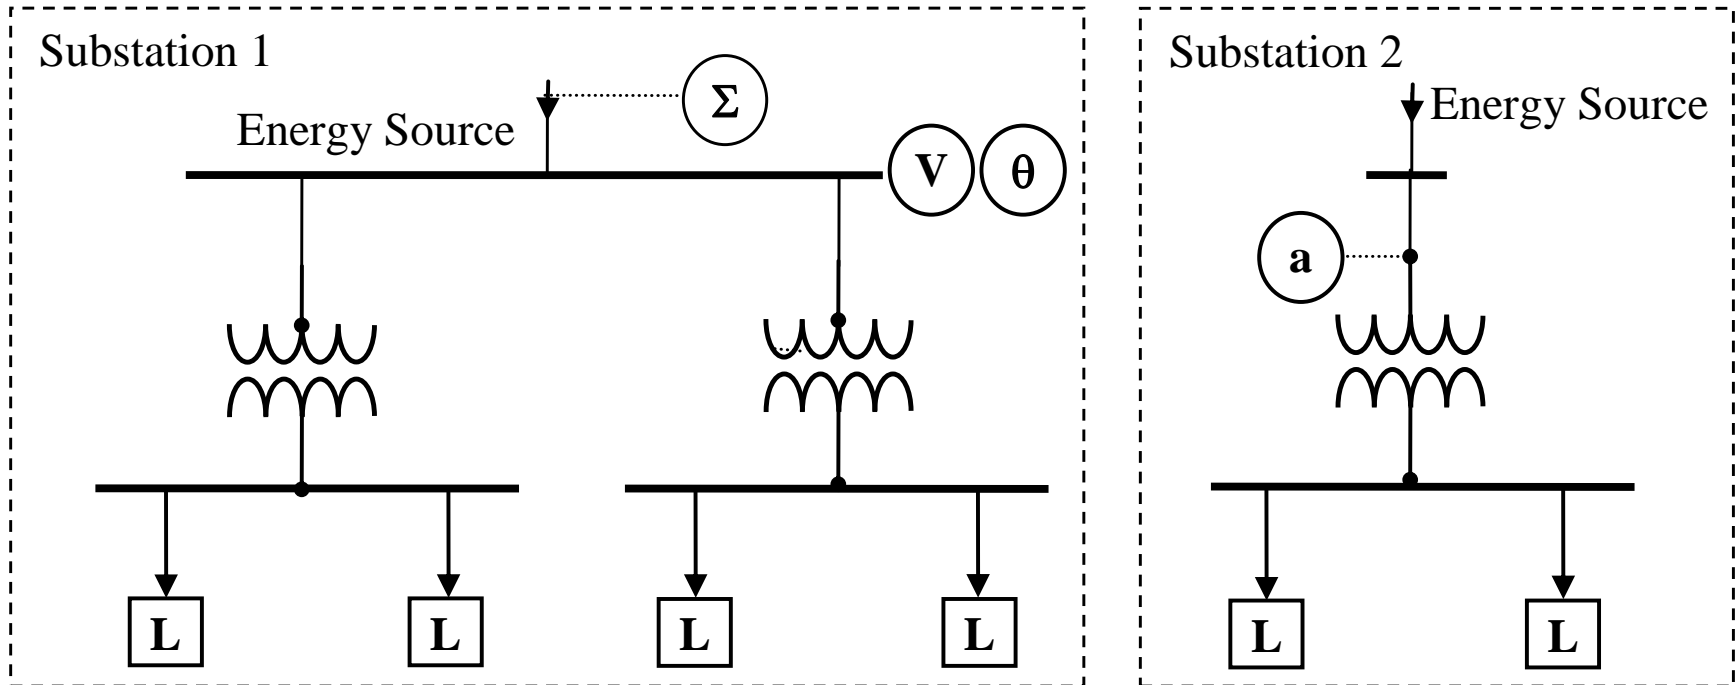 Substation 1
Σ
Energy Source
V θ
L L L L
Substation 2
Energy Source
a
L L